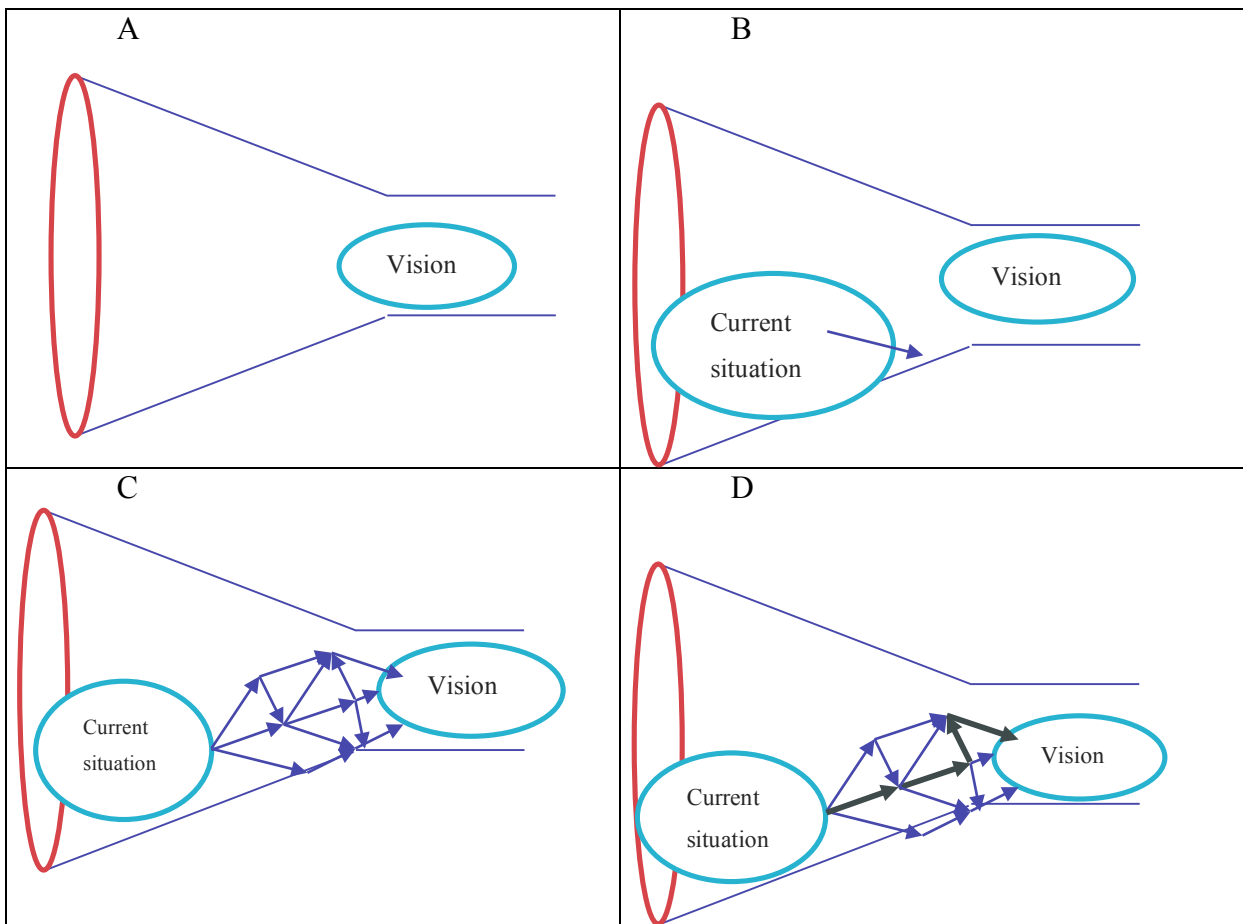 A
Vision
B
Current
situation
Vision
C
Current
situation
Vision
D
Current
situation
Vision